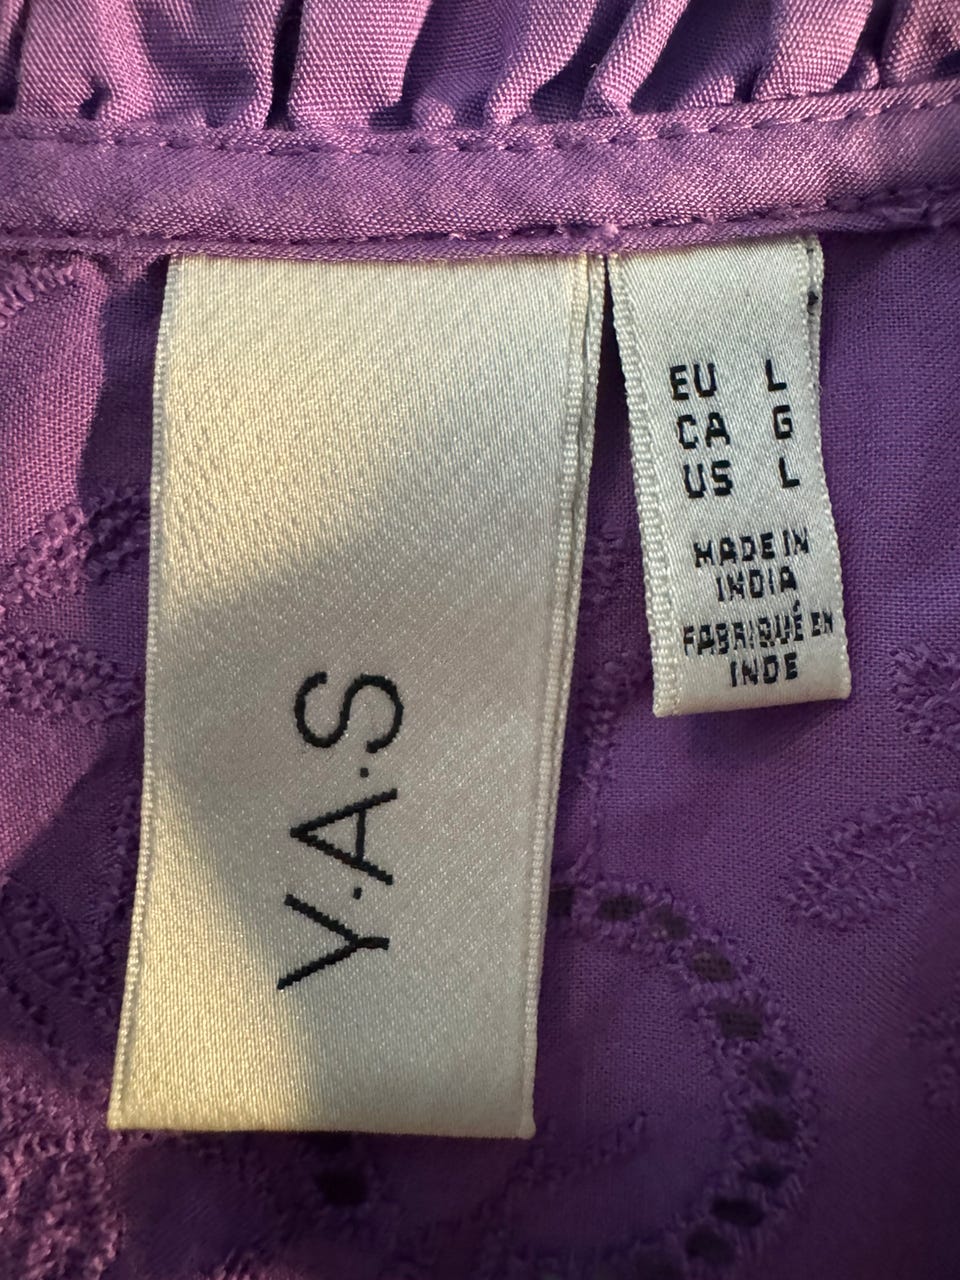 Y.A.S
EU L
CA G
US L
MADE IN
INDIA
FABRIQUÉ EN
INDE